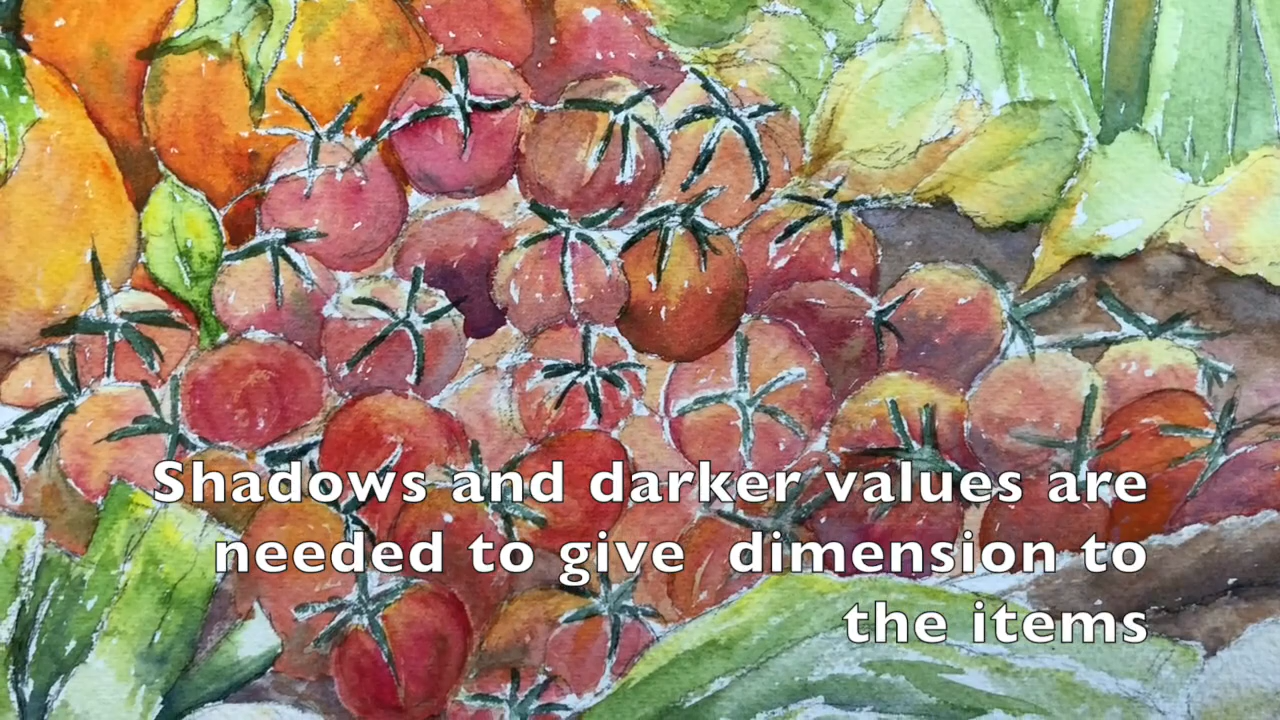 Shadows and darker values are
needed to give  dimension to
the items